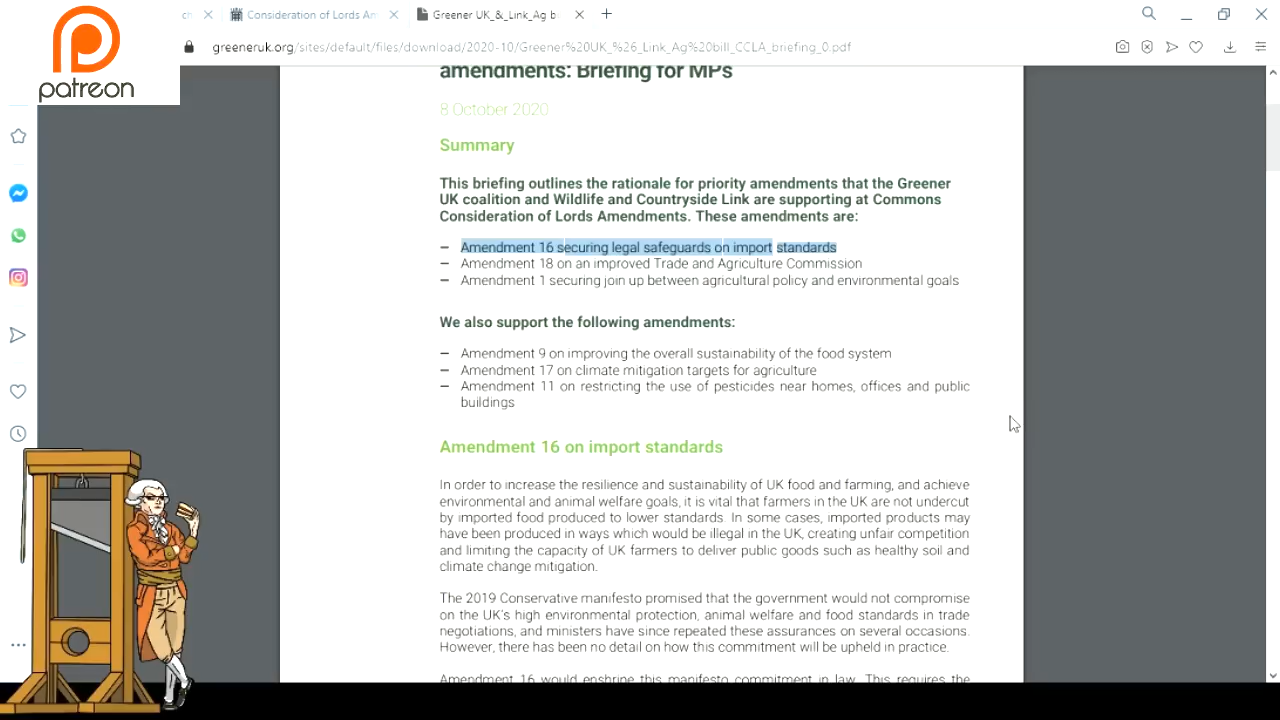 ch
Consideration of Lords Am
Greener UK_&_Link_Ag b
greeneruk.org/sites/default/files/download/2020-10/Greener%20UK_%26_Link_Ag%20bill_CCLA_briefing_0.pdf
patreon
amendments: Briefing for MPs
8 October 2020
Summary
This briefing outlines the rationale for priority amendments that the Greener
UK coalition and Wildlife and Countryside Link are supporting at Commons
Consideration of Lords Amendments. These amendments are:
– Amendment 16 securing legal safeguards on import standards
– Amendment 18 on an improved Trade and Agriculture Commission
– Amendment 1 securing join up between agricultural policy and environmental goals
We also support the following amendments:
– Amendment 9 on improving the overall sustainability of the food system
– Amendment 17 on climate mitigation targets for agriculture
– Amendment 11 on restricting the use of pesticides near homes, offices and public
buildings
Amendment 16 on import standards
In order to increase the resilience and sustainability of UK food and farming, and achieve
environmental and animal welfare goals, it is vital that farmers in the UK are not undercut
by imported food produced to lower standards. In some cases, imported products may
have been produced in ways which would be illegal in the UK, creating unfair competition
and limiting the capacity of UK farmers to deliver public goods such as healthy soil and
climate change mitigation.
The 2019 Conservative manifesto promised that the government would not compromise
on the UK's high environmental protection, animal welfare and food standards in trade
negotiations, and ministers have since repeated these assurances on several occasions.
However, there has been no detail on how this commitment will be upheld in practice.
Amendment 16 would enshrine this manifesto commitment in law. This requires the